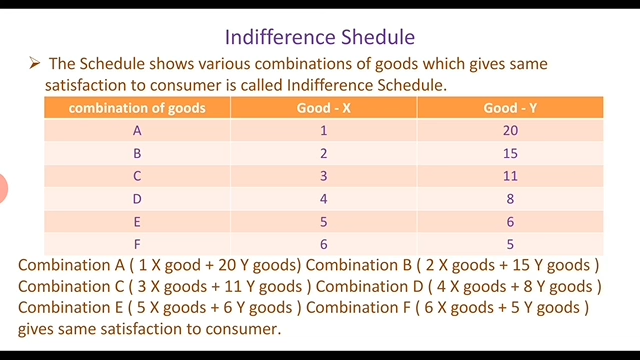 Indifference Shedule
➢ The Schedule shows various combinations of goods which gives same
satisfaction to consumer is called Indifference Schedule.
combination of goods Good - X Good - Y
A 1 20
B 2 15
C 3 11
D 4 8
E 5 6
F 6 5
Combination A ( 1 X good + 20 Y goods) Combination B ( 2 X goods + 15 Y goods )
Combination C ( 3 X goods + 11 Y goods ) Combination D ( 4 X goods + 8 Y goods )
Combination E ( 5 X goods + 6 Y goods ) Combination F ( 6 X goods + 5 Y goods )
gives same satisfaction to consumer.